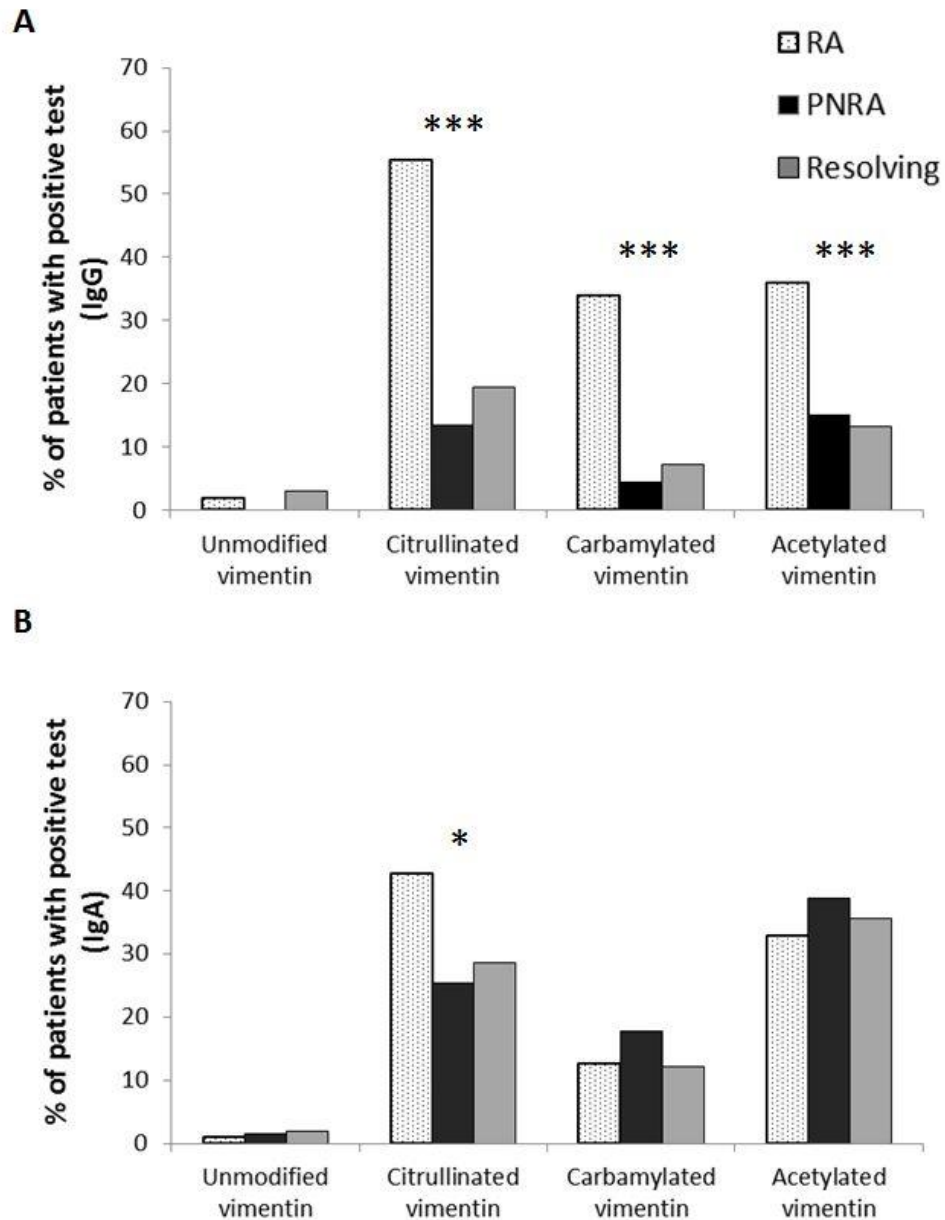 A
RA
PNRA
Resolving
% of patients with positive test
(IgG)
70
60
50
40
30
20
10
0
***
***
***
Unmodified
vimentin
Citrullinated
vimentin
Carbamylated
vimentin
Acetylated
vimentin
B
% of patients with positive test
(IgA)
70
60
50
40
30
20
10
0
*
Unmodified
vimentin
Citrullinated
vimentin
Carbamylated
vimentin
Acetylated
vimentin